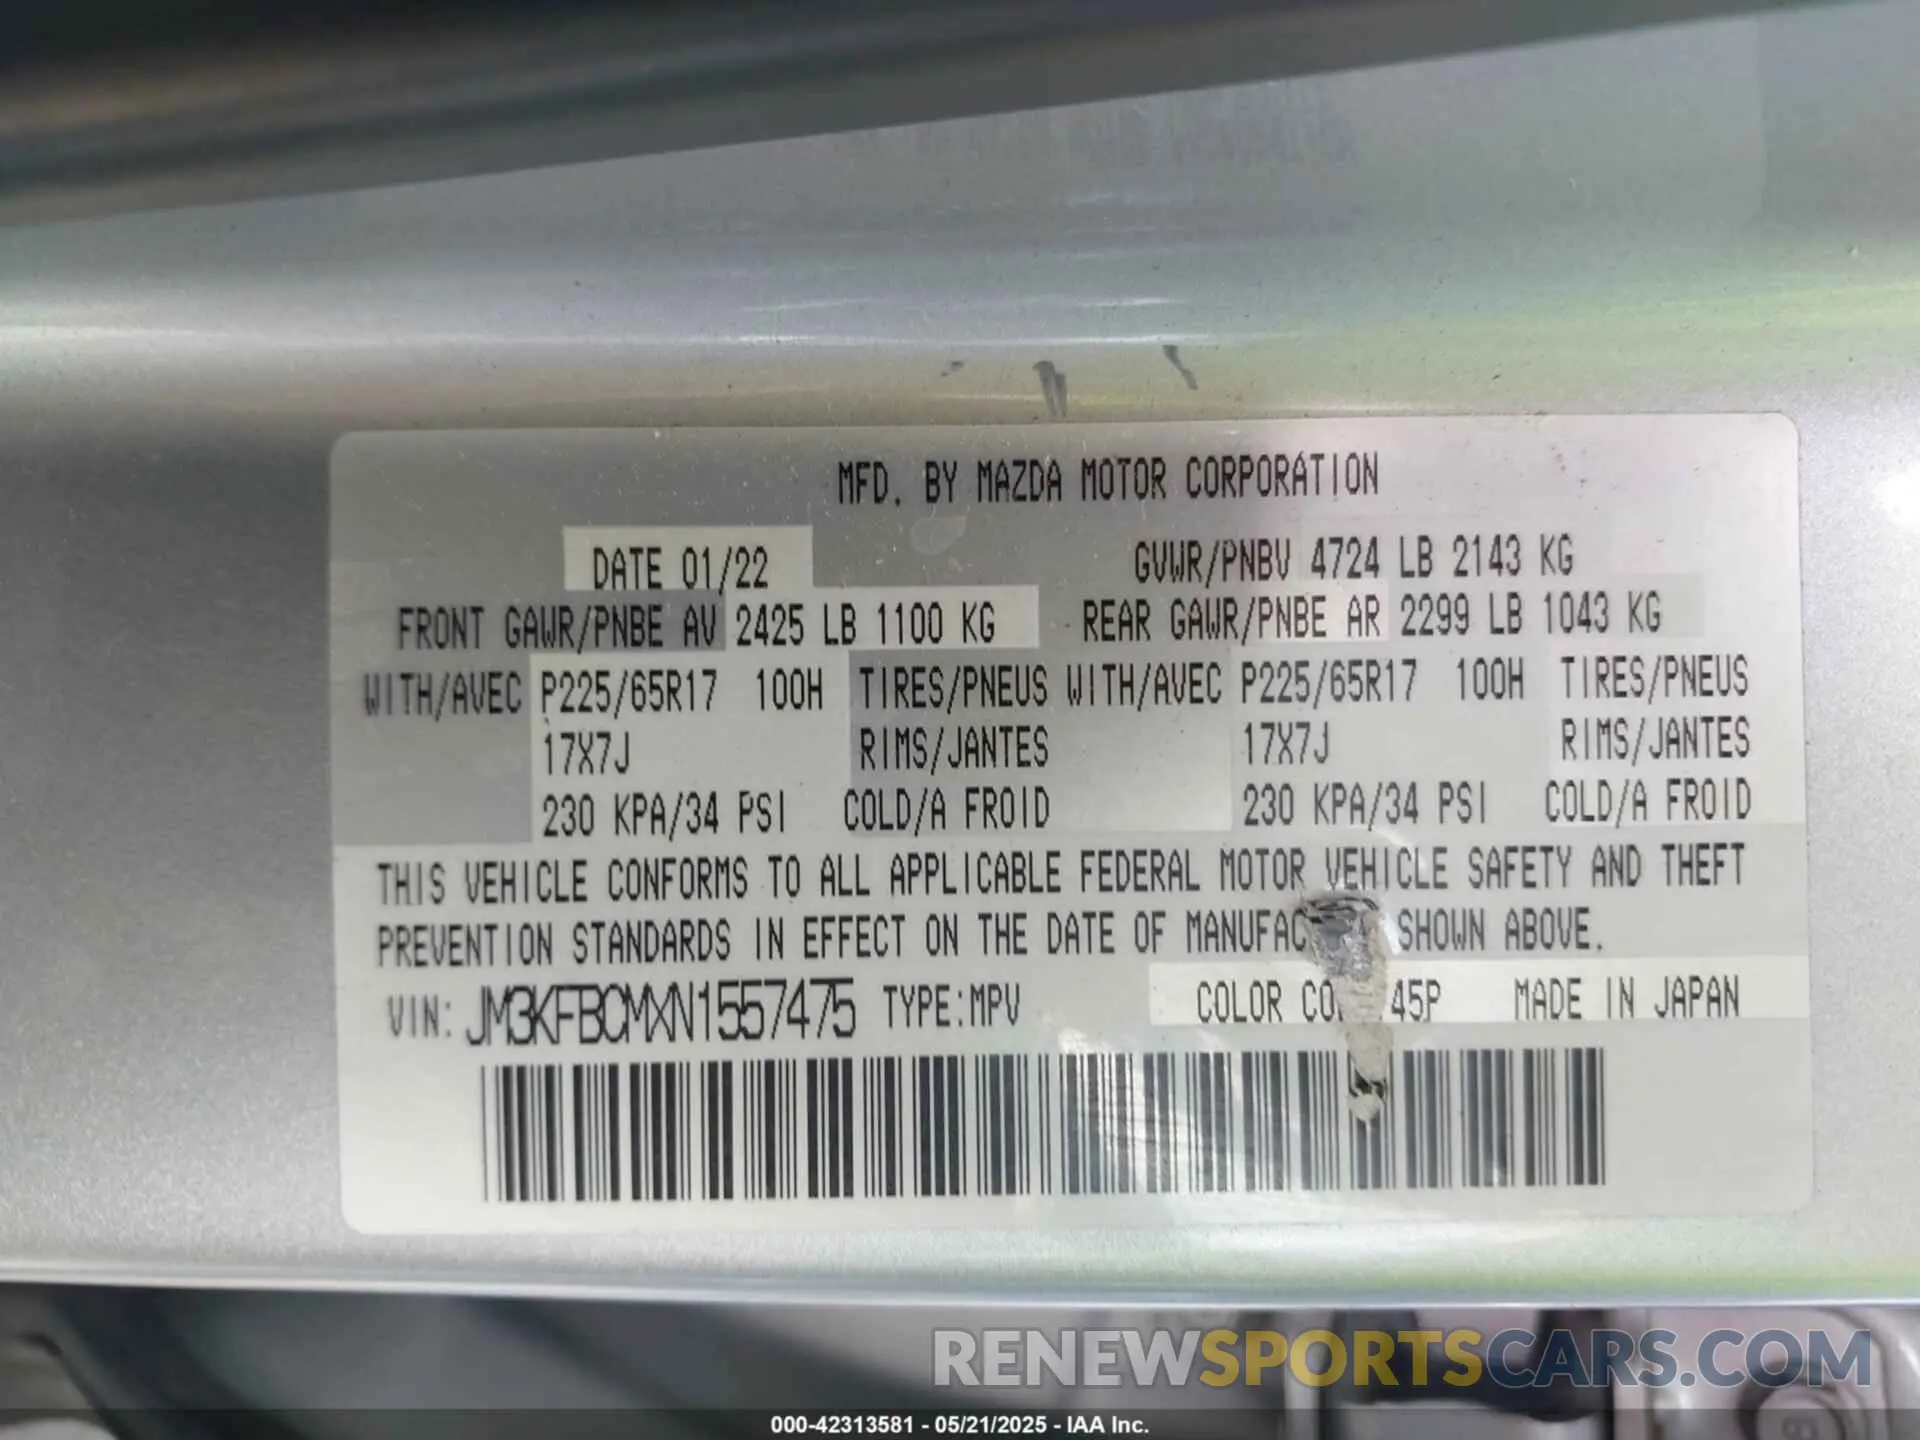 MFD. BY MAZDA MOTOR CORPORATION
DATE 01/22 GVWR/PNBV 4724 LB 2143 KG
FRONT GAWR/PNBE AV 2425 LB 1100 KG REAR GAWR/PNBE AR 2299 LB 1043 KG
WITH/AVEC P225/65R17 100H TIRES/PNEUS WITH/AVEC P225/65R17 100H TIRES/PNEUS
17X7J RIMS/JANTES 17X7J RIMS/JANTES
230 KPA/34 PSI COLD/A FROID 230 KPA/34 PSI COLD/A FROID
THIS VEHICLE CONFORMS TO ALL APPLICABLE FEDERAL MOTOR VEHICLE SAFETY AND THEFT
PREVENTION STANDARDS IN EFFECT ON THE DATE OF MANUFAC SHOWN ABOVE.
VIN: JM3KFBCMXN1557475 TYPE:MPV COLOR CO 45P MADE IN JAPAN
RENEWSPORTSCARS.COM
000-42313581 - 05/21/2025 - IAA Inc.